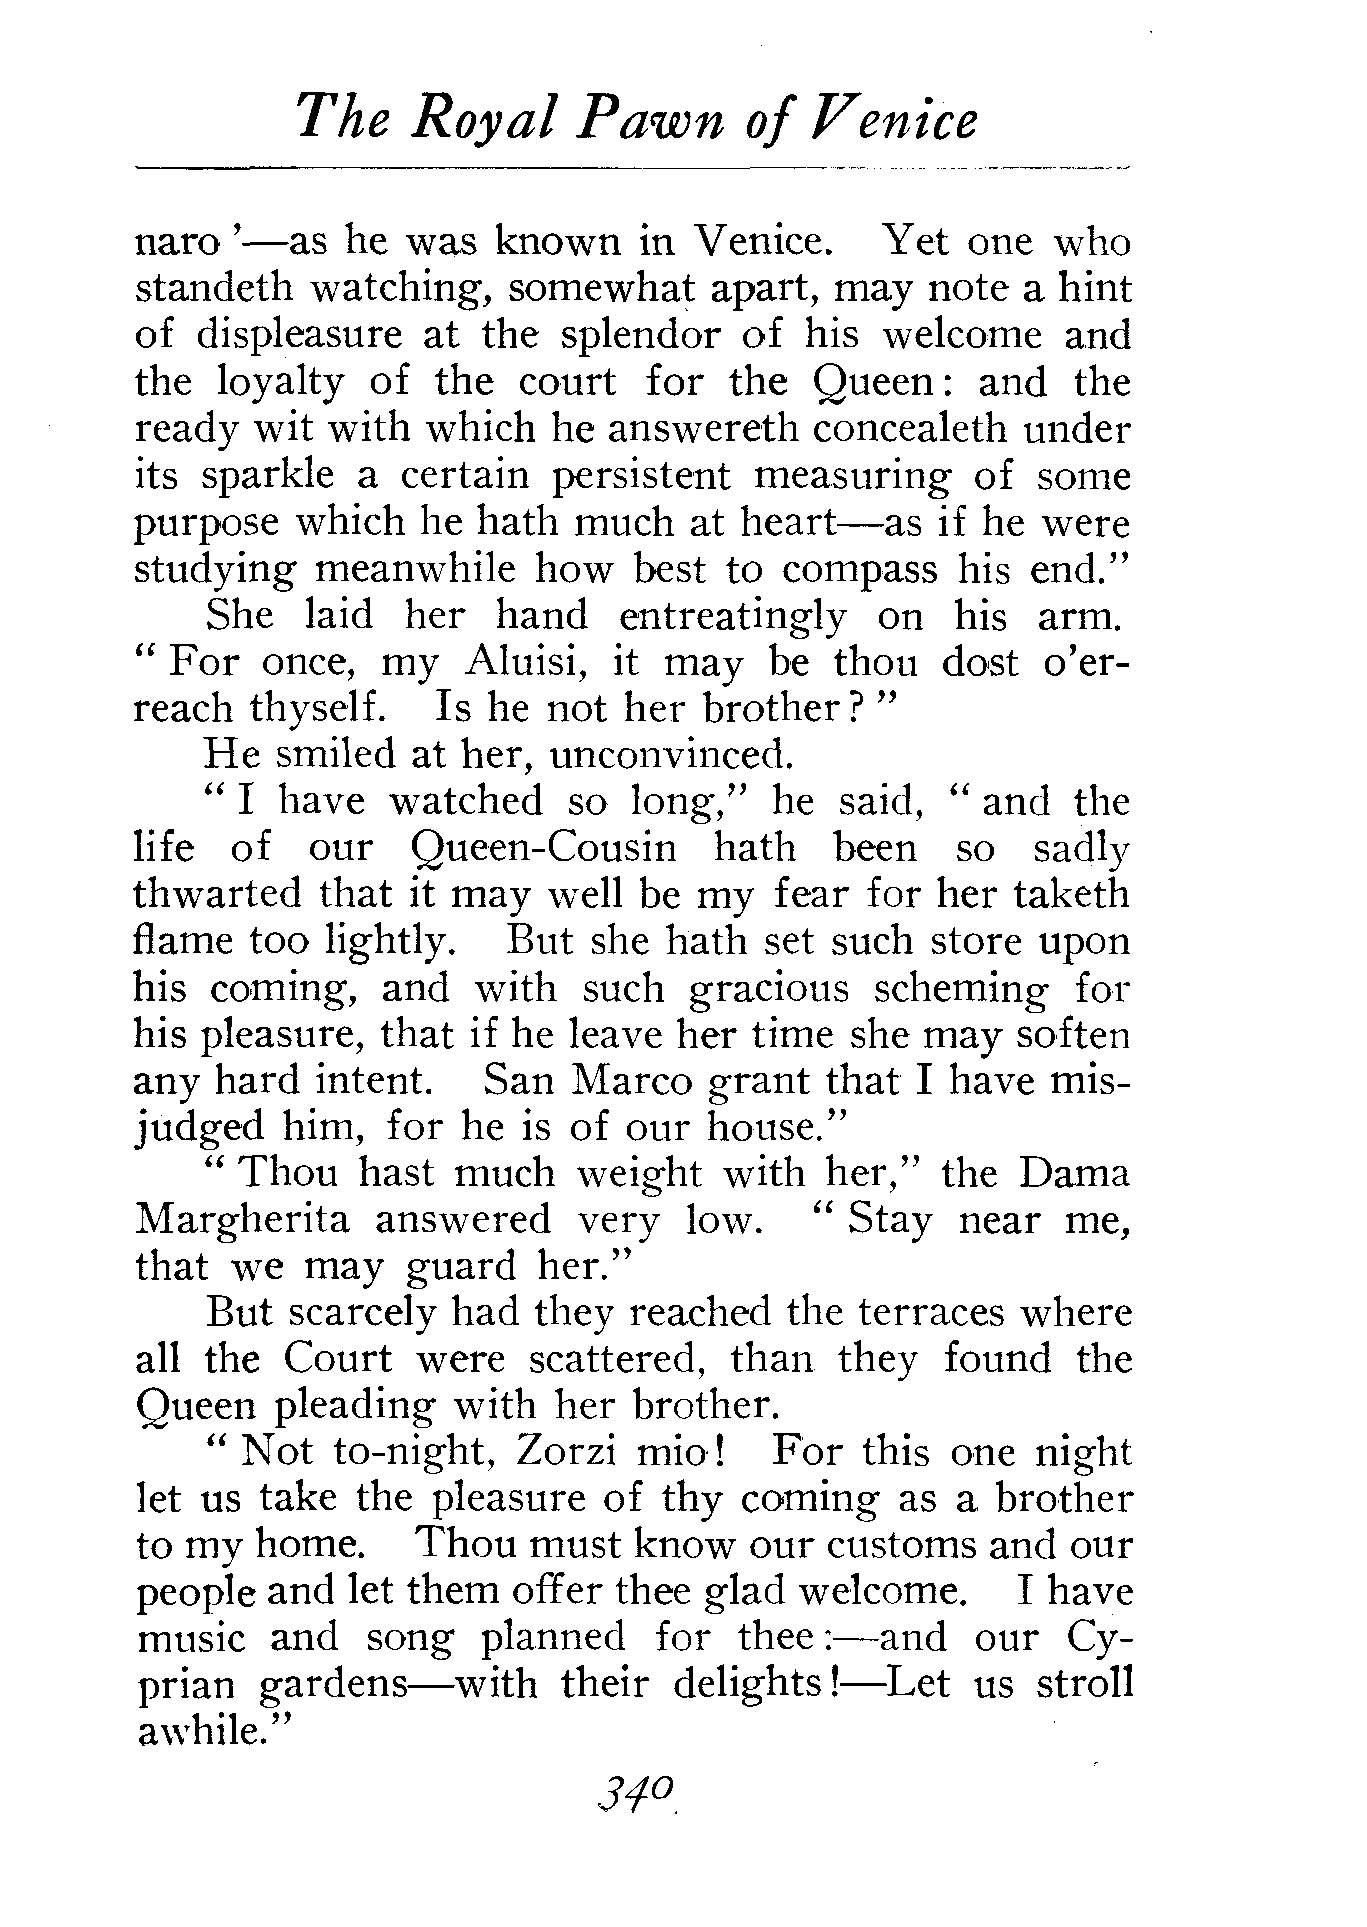 The Royal Pawn of Venice
naro '—as he was known in Venice. Yet one who
standeth watching, somewhat apart, may note a hint
of displeasure at the splendor of his welcome and
the loyalty of the court for the Queen: and the
ready wit with which he answereth concealeth under
its sparkle a certain persistent measuring of some
purpose which he hath much at heart—as if he were
studying meanwhile how best to compass his end."
She laid her hand entreatingly on his arm.
" For once, my Aluisi, it may be thou dost o'er-
reach thyself. Is he not her brother? "
He smiled at her, unconvinced.
" I have watched so long," he said, " and the
life of our Queen-Cousin hath been so sadly
thwarted that it may well be my fear for her taketh
flame too lightly. But she hath set such store upon
his coming, and with such gracious scheming for
his pleasure, that if he leave her time she may soften
any hard intent. San Marco grant that I have mis-
judged him, for he is of our house."
" Thou hast much weight with her," the Dama
Margherita answered very low. " Stay near me,
that we may guard her."
But scarcely had they reached the terraces where
all the Court were scattered, than they found the
Queen pleading with her brother.
" Not to-night, Zorzi mio! For this one night
let us take the pleasure of thy coming as a brother
to my home. Thou must know our customs and our
people and let them offer thee glad welcome. I have
music and song planned for thee:—and our Cy-
prian gardens—with their delights!—Let us stroll
awhile."
340